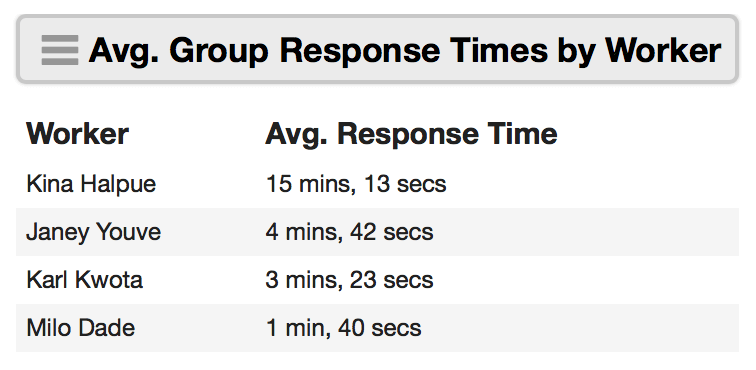 Avg. Group Response Times by Worker
Worker Avg. Response Time
Kina Halpue 15 mins, 13 secs
Janey Youve 4 mins, 42 secs
Karl Kwota 3 mins, 23 secs
Milo Dade 1 min, 40 secs